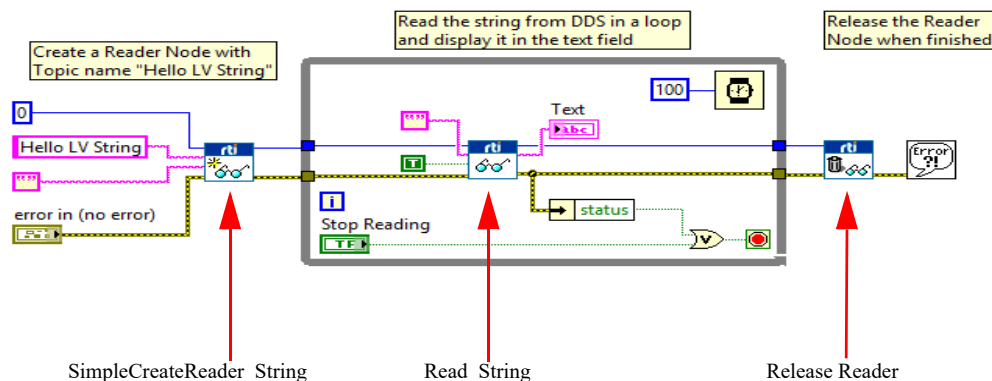 Create a Reader Node with
Topic name "Hello LV String"
Read the string from DDS in a loop
and display it in the text field
Release the Reader
Node when finished
0
Hello LV String
""
error in (no error)
rti
100
""
T
Text
abc
rti
i
Stop Reading
TF
status
V
rti
Error
?!
SimpleCreateReader String
Read String
Release Reader